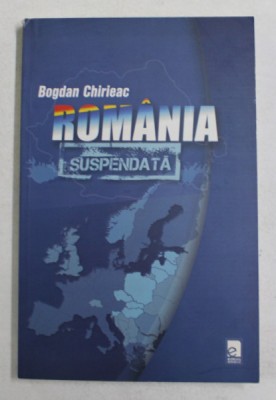 Bogdan Chirieac
ROMÂNIA
SUSPENDATĂ